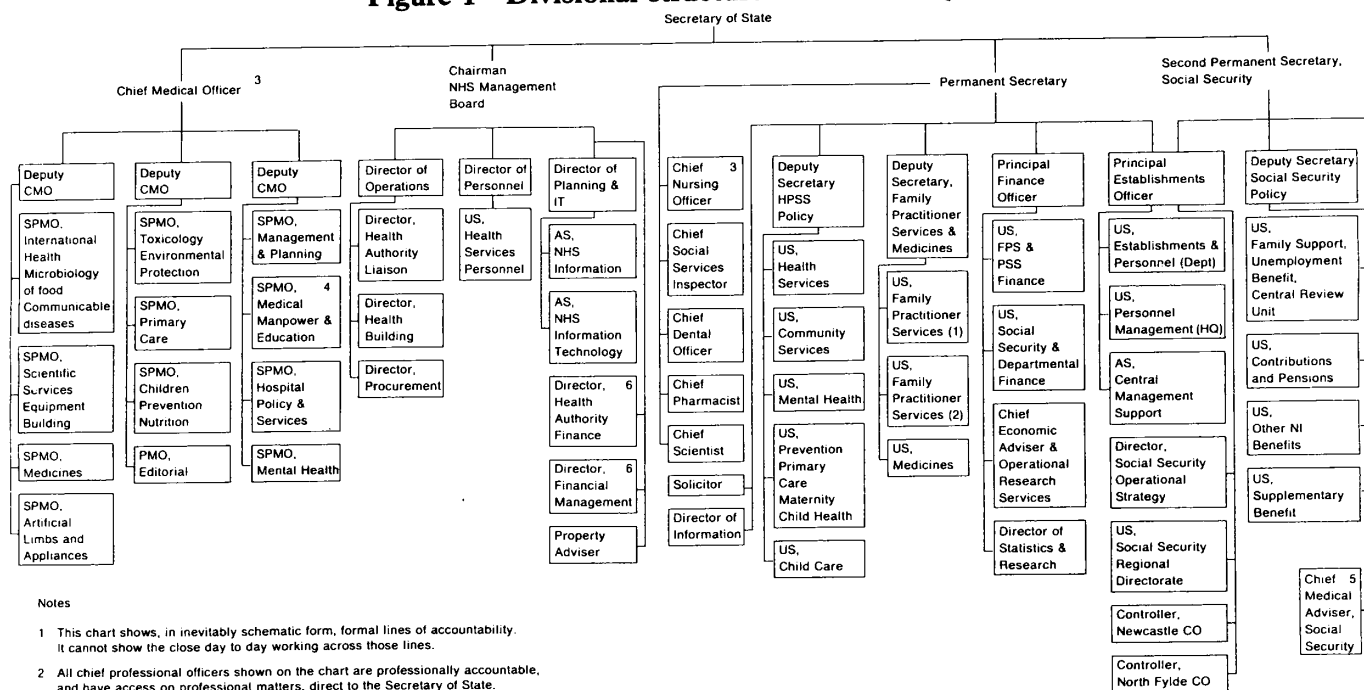 Figure 1 Divisional
Secretary of State
Chief Medical Officer 3
Chairman
NHS Management
Board
Permanent Secretary
Second Permanent Secretary,
Social Security
Deputy
CMO
SPMO,
International
Health
Microbiology
of food
Communicable
diseases
SPMO,
Scientific
Services
Equipment
Building
SPMO,
Medicines
SPMO,
Artificial
Limbs and
Appliances
Deputy
CMO
SPMO,
Toxicology
Environmental
Protection
SPMO,
Primary
Care
SPMO,
Children
Prevention
Nutrition
PMO,
Editorial
Deputy
CMO
SPMO,
Management
& Planning
SPMO, 4
Medical
Manpower &
Education
SPMO,
Hospital
Policy &
Services
SPMO,
Mental Health
Director of
Operations
Director,
Health
Authority
Liaison
Director,
Health
Building
Director,
Procurement
Director of
Personnel
US,
Health
Services
Personnel
Director of
Planning &
IT
AS,
NHS
Information
AS,
NHS
Information
Technology
Director, 6
Health
Authority
Finance
Director, 6
Financial
Management
Property
Adviser
Chief 3
Nursing
Officer
Chief
Social
Services
Inspector
Chief
Dental
Officer
Chief
Pharmacist
Chief
Scientist
Solicitor
Director of
Information
Deputy
Secretary
HPSS
Policy
US,
Health
Services
US,
Community
Services
US,
Mental Health
US,
Prevention
Primary
Care
Maternity
Child Health
US,
Child Care
Deputy
Secretary,
Family
Practitioner
Services &
Medicines
US,
Family
Practitioner
Services (1)
US,
Family
Practitioner
Services (2)
US,
Medicines
Principal
Finance
Officer
US,
FPS &
PSS
Finance
US,
Social
Security &
Departmental
Finance
Chief
Economic
Adviser &
Operational
Research
Services
Director of
Statistics &
Research
Principal
Establishments
Officer
US,
Establishments &
Personnel (Dept)
US,
Personnel
Management (HQ)
AS,
Central
Management
Support
Director,
Social Security
Operational
Strategy
US,
Social Security
Regional
Directorate
Controller,
Newcastle CO
Controller,
North Fylde CO
Deputy Secretary
Social Security
Policy
US,
Family Support,
Unemployment
Benefit,
Central Review
Unit
US,
Contributions
and Pensions
US,
Other NI
Benefits
US,
Supplementary
Benefit
Chief 5
Medical
Adviser,
Social
Security
Notes
1 This chart shows, in inevitably schematic form, formal lines of accountability.
It cannot show the close day to day working across those lines.
2 All chief professional officers shown on the chart are professionally accountable,
and have access on professional matters, direct to the Secretary of State.